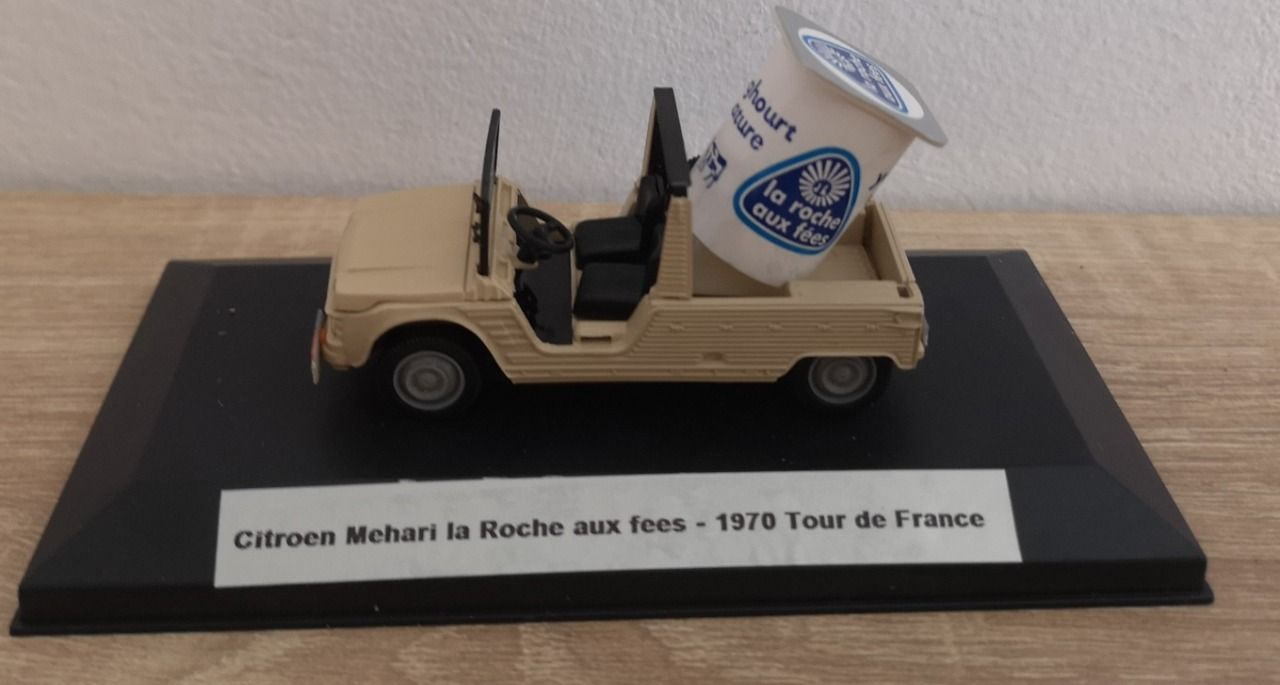 ghourt
ature
la roche
aux fées
Citroen Mehari la Roche aux fees - 1970 Tour de France